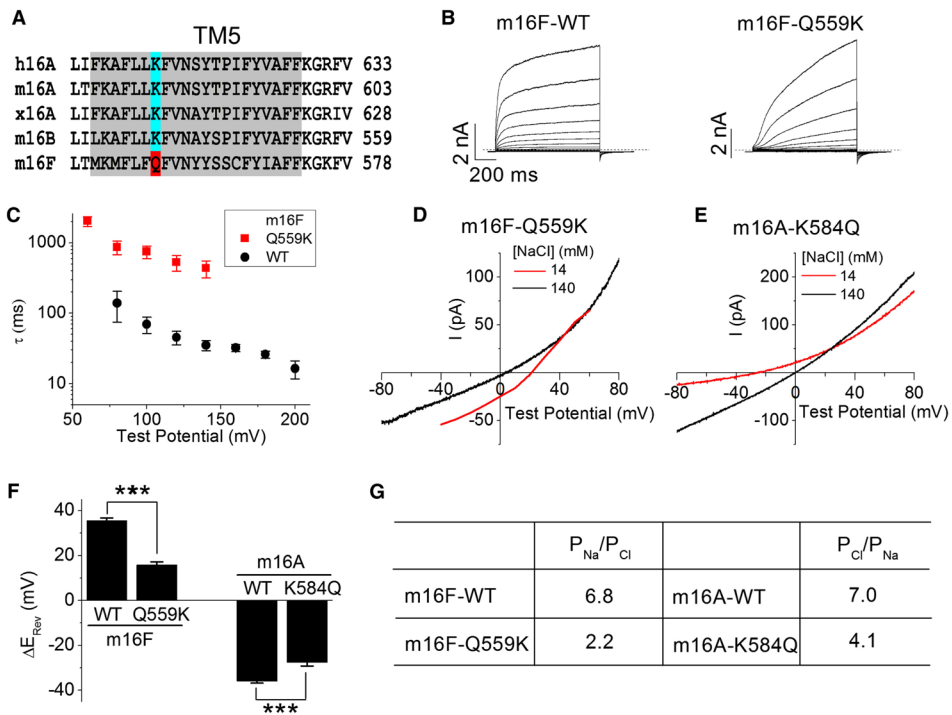 A
TM5
h16A LIFKAFLLKFVNSYTPIFYVAFFKGRFV 633
m16A LTFKAFLLKFVNSYTPIFYVAFFKGRFV 603
x16A LIFKAFLLKFVNAYTPIFYVAFFKGRIV 628
m16B LILKAFLLKFVNAYSPIFYVAFFKGRFV 559
m16F LTMKMFLFQFVNYYSSCFYIAFFKGKFV 578
B
m16F-WT
m16F-Q559K
2 nA
200 ms
2 nA
C
m16F
Q559K
WT
1000
100
10
τ (ms)
50 100 150 200
Test Potential (mV)
D
m16F-Q559K
[NaCl] (mM)
14
140
I (pA)
100
50
-50
-80 -40 0 40 80
Test Potential (mV)
E
m16A-K584Q
[NaCl] (mM)
14
140
I (pA)
200
100
-100
-80 -40 0 40 80
Test Potential (mV)
F
ΔE_Rev (mV)
40
20
0
-20
-40
***
WT Q559K
m16F
m16A
WT K584Q
***
G
P_Na/P_Cl P_Cl/P_Na
m16F-WT 6.8 m16A-WT 7.0
m16F-Q559K 2.2 m16A-K584Q 4.1